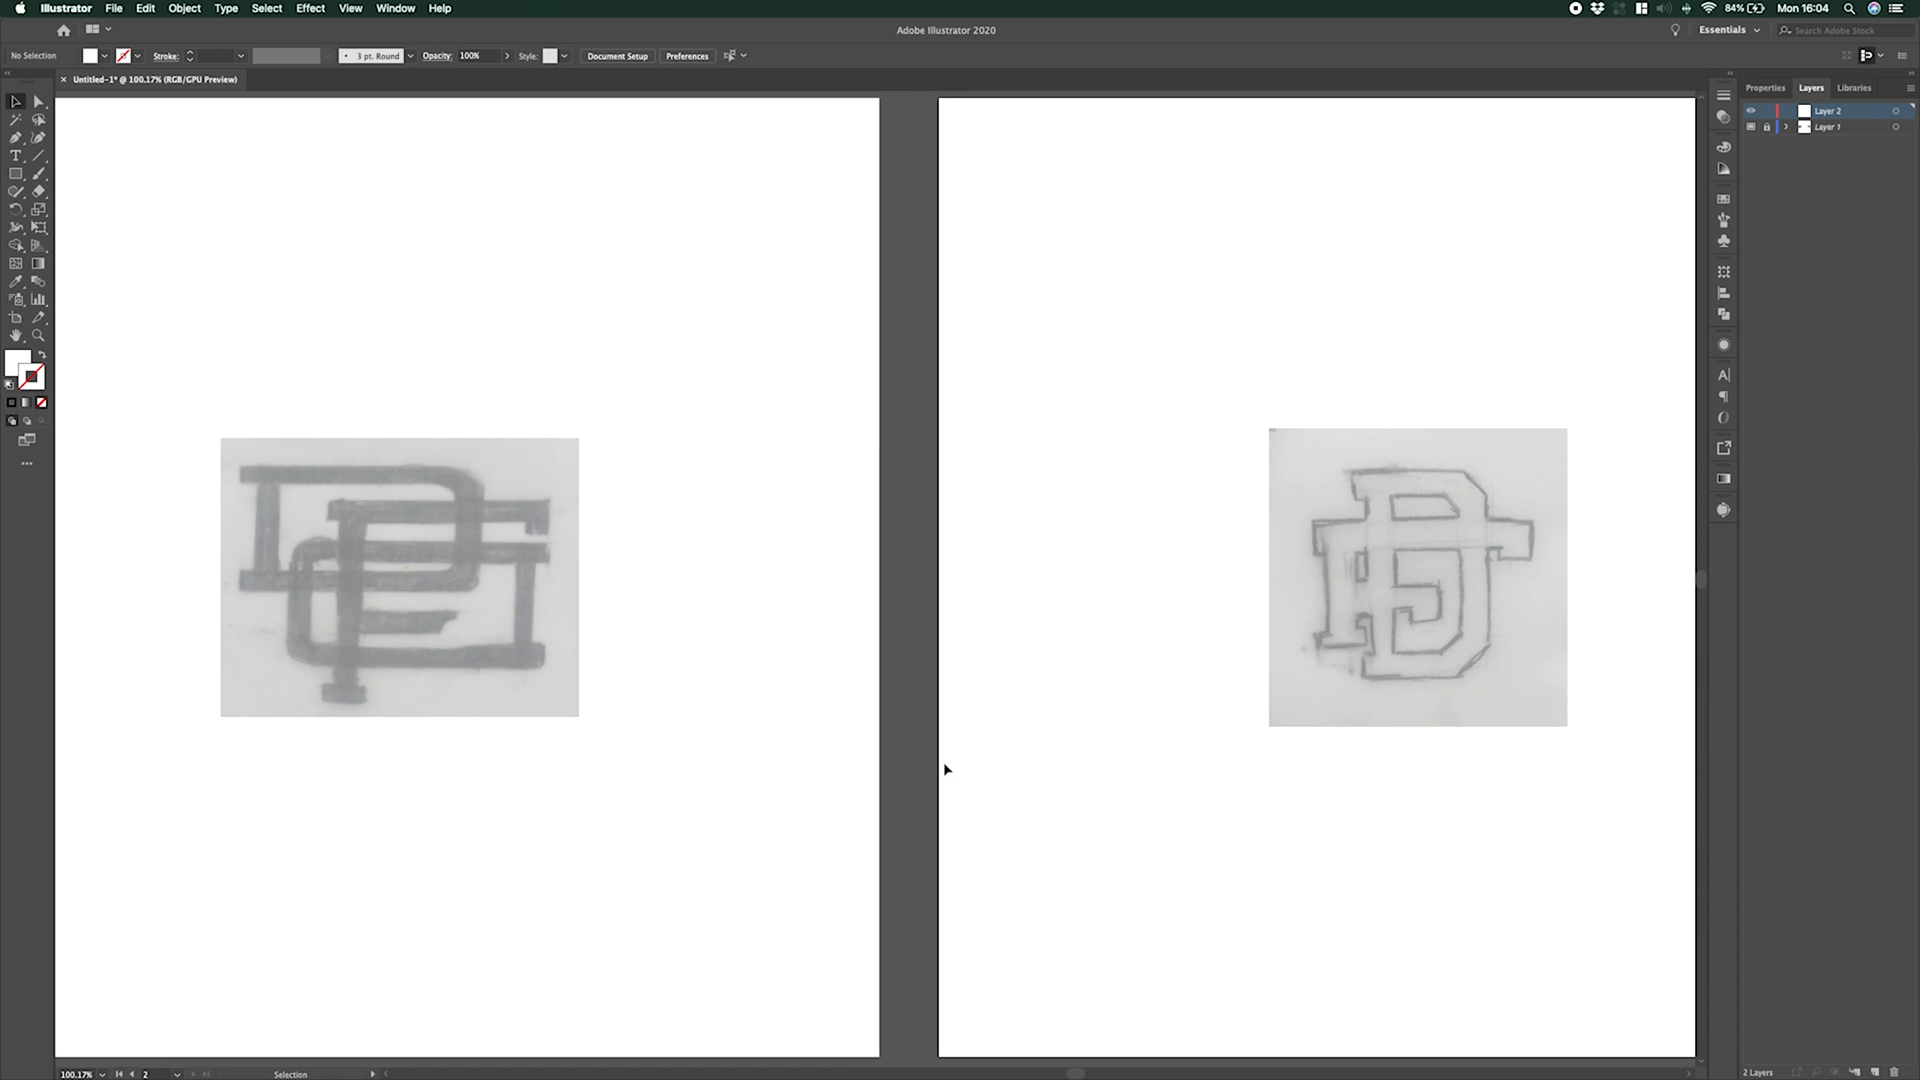 Illustrator File Edit Object Type Select Effect View Window Help
84% Mon 16:04
Adobe Illustrator 2020
Essentials
Search Adobe Stock
No Selection
Stroke:
3 pt. Round
Opacity: 100%
Style:
Document Setup
Preferences
Untitled-1* @ 100.17% (RGB/GPU Preview)
Properties Layers Libraries
Layer 2
Layer 1
100.17%
2
Selection
2 Layers